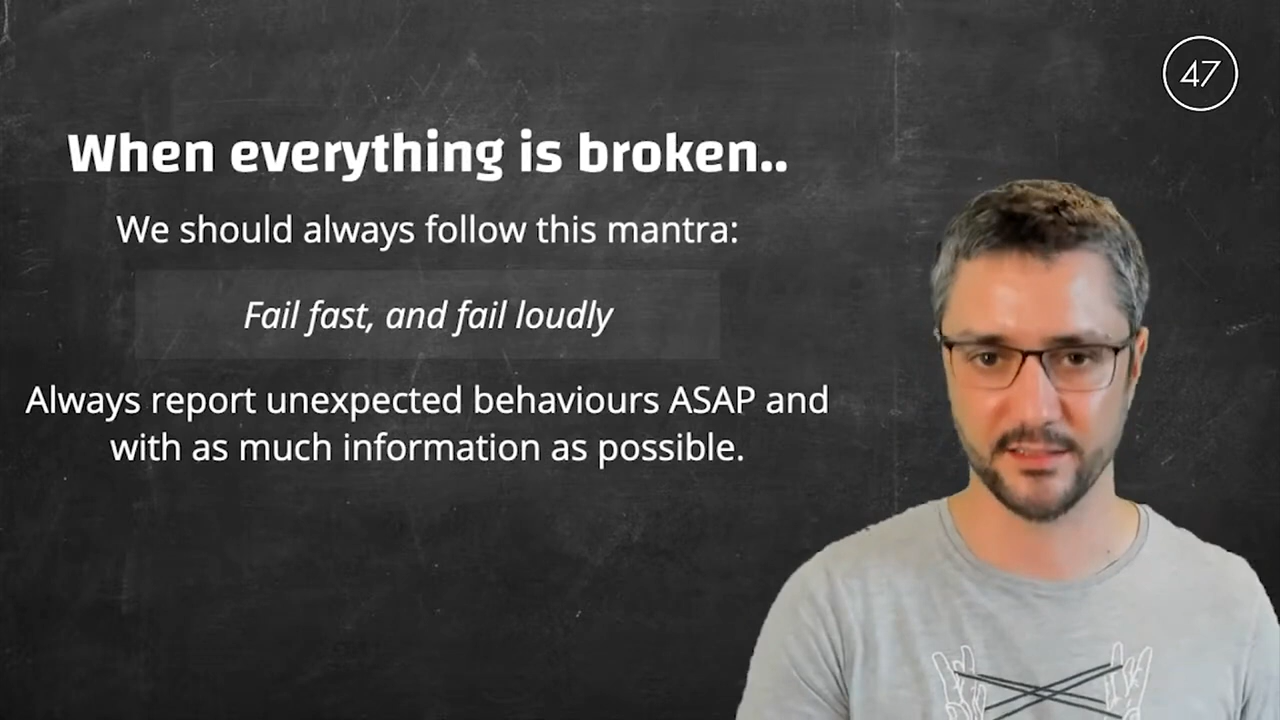 47
When everything is broken..
We should always follow this mantra:
Fail fast, and fail loudly
Always report unexpected behaviours ASAP and
with as much information as possible.